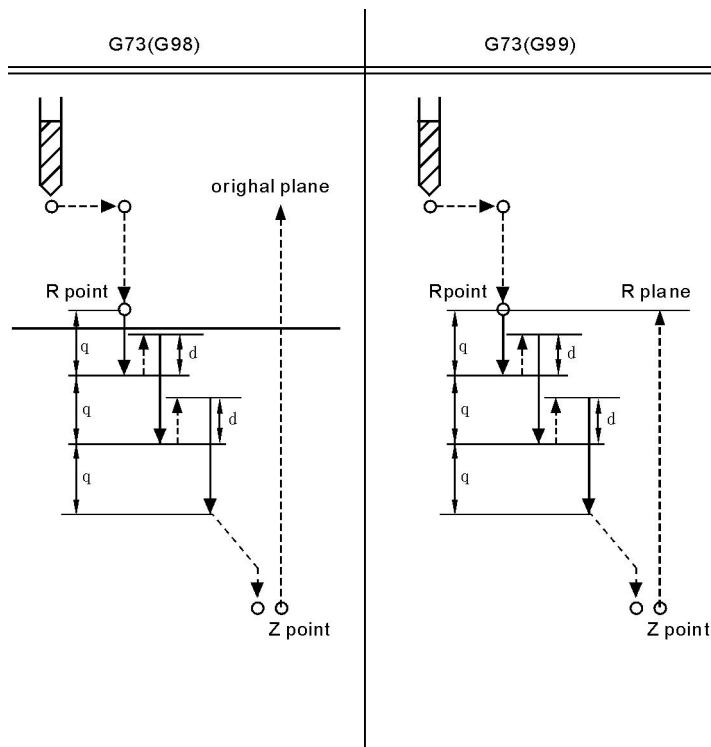 G73(G98)
G73(G99)
orighal plane
R point
q
d
q
d
q
Z point
Rpoint
R plane
q
d
q
d
q
Z point